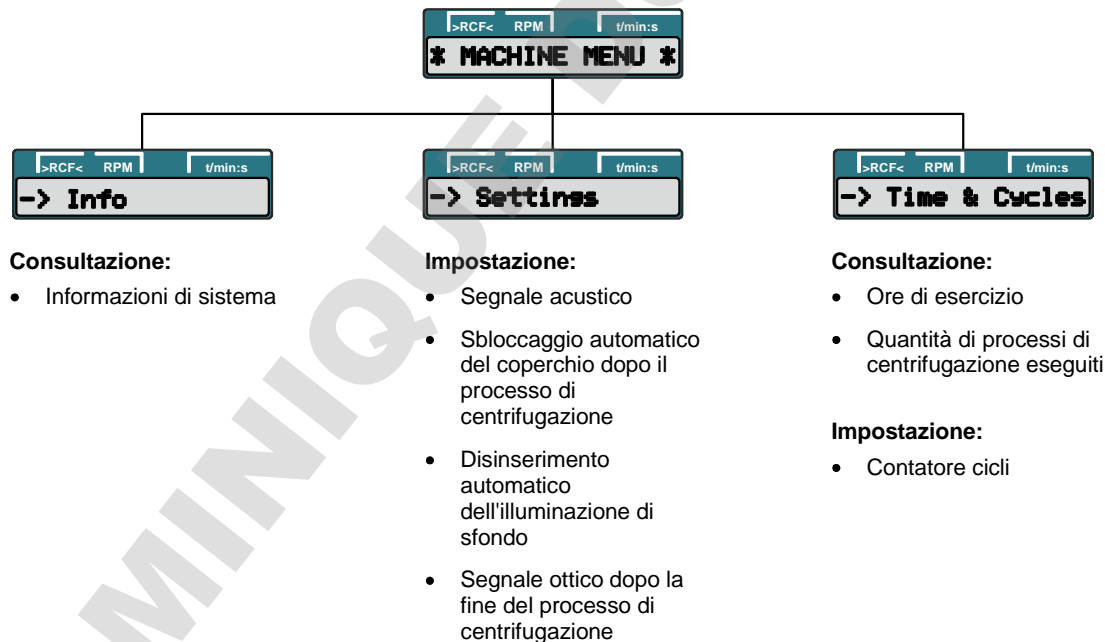 >RCF< RPM t/min:s
* MACHINE MENU *
>RCF< RPM t/min:s
-> Info
Consultazione:
• Informazioni di sistema
>RCF< RPM t/min:s
-> Settings
Impostazione:
• Segnale acustico
• Sbloccaggio automatico
del coperchio dopo il
processo di
centrifugazione
• Disinserimento
automatico
dell'illuminazione di
sfondo
• Segnale ottico dopo la
fine del processo di
centrifugazione
>RCF< RPM t/min:s
-> Time & Cycles
Consultazione:
• Ore di esercizio
• Quantità di processi di
centrifugazione eseguiti
Impostazione:
• Contatore cicli
MINIQUE D